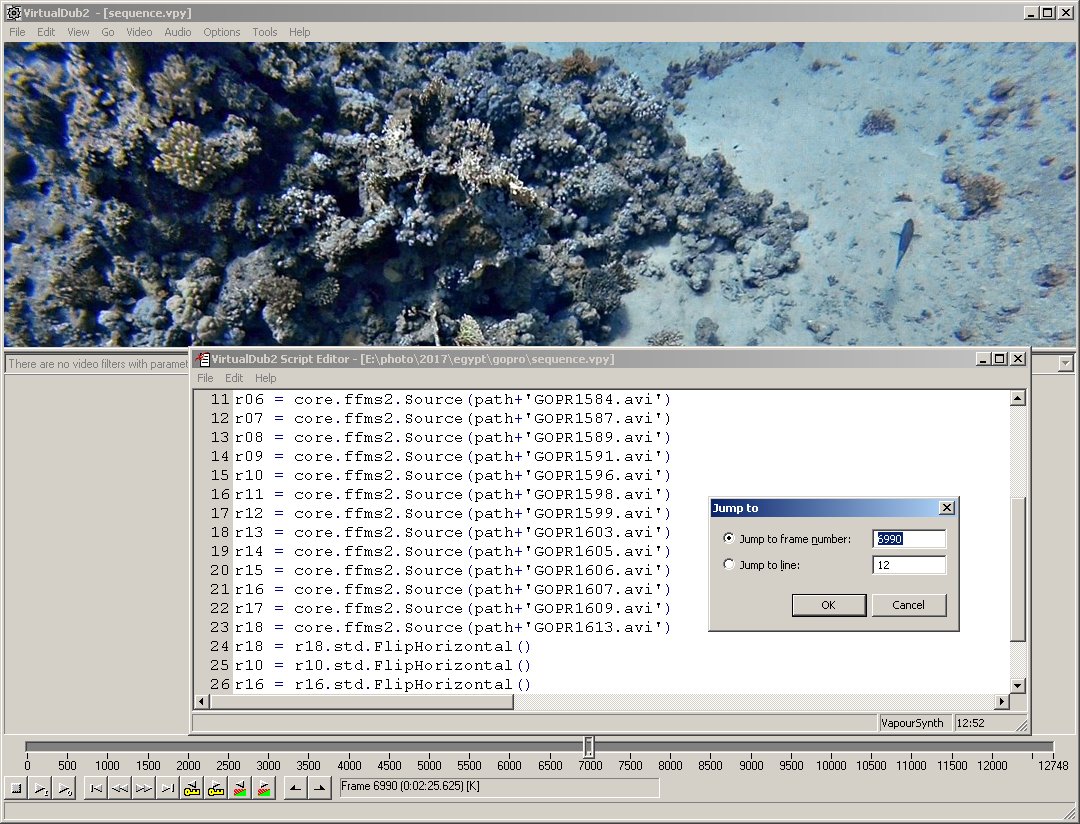 VirtualDub2 - [sequence.vpy]
File Edit View Go Video Audio Options Tools Help
There are no video filters with paramet
VirtualDub2 Script Editor - [E:\photo\2017\egypt\gopro\sequence.vpy]
File Edit Help
11 r06 = core.ffms2.Source(path+'GOPR1584.avi')
12 r07 = core.ffms2.Source(path+'GOPR1587.avi')
13 r08 = core.ffms2.Source(path+'GOPR1589.avi')
14 r09 = core.ffms2.Source(path+'GOPR1591.avi')
15 r10 = core.ffms2.Source(path+'GOPR1596.avi')
16 r11 = core.ffms2.Source(path+'GOPR1598.avi')
17 r12 = core.ffms2.Source(path+'GOPR1599.avi')
18 r13 = core.ffms2.Source(path+'GOPR1603.avi')
19 r14 = core.ffms2.Source(path+'GOPR1605.avi')
20 r15 = core.ffms2.Source(path+'GOPR1606.avi')
21 r16 = core.ffms2.Source(path+'GOPR1607.avi')
22 r17 = core.ffms2.Source(path+'GOPR1609.avi')
23 r18 = core.ffms2.Source(path+'GOPR1613.avi')
24 r18 = r18.std.FlipHorizontal()
25 r10 = r10.std.FlipHorizontal()
26 r16 = r16.std.FlipHorizontal()
Jump to
Jump to frame number: 6990
Jump to line: 12
OK Cancel
VapourSynth 12:52
0 500 1000 1500 2000 2500 3000 3500 4000 4500 5000 5500 6000 6500 7000 7500 8000 8500 9000 9500 10000 10500 11000 11500 12000 12748
Frame 6990 (0:02:25.625) [K]